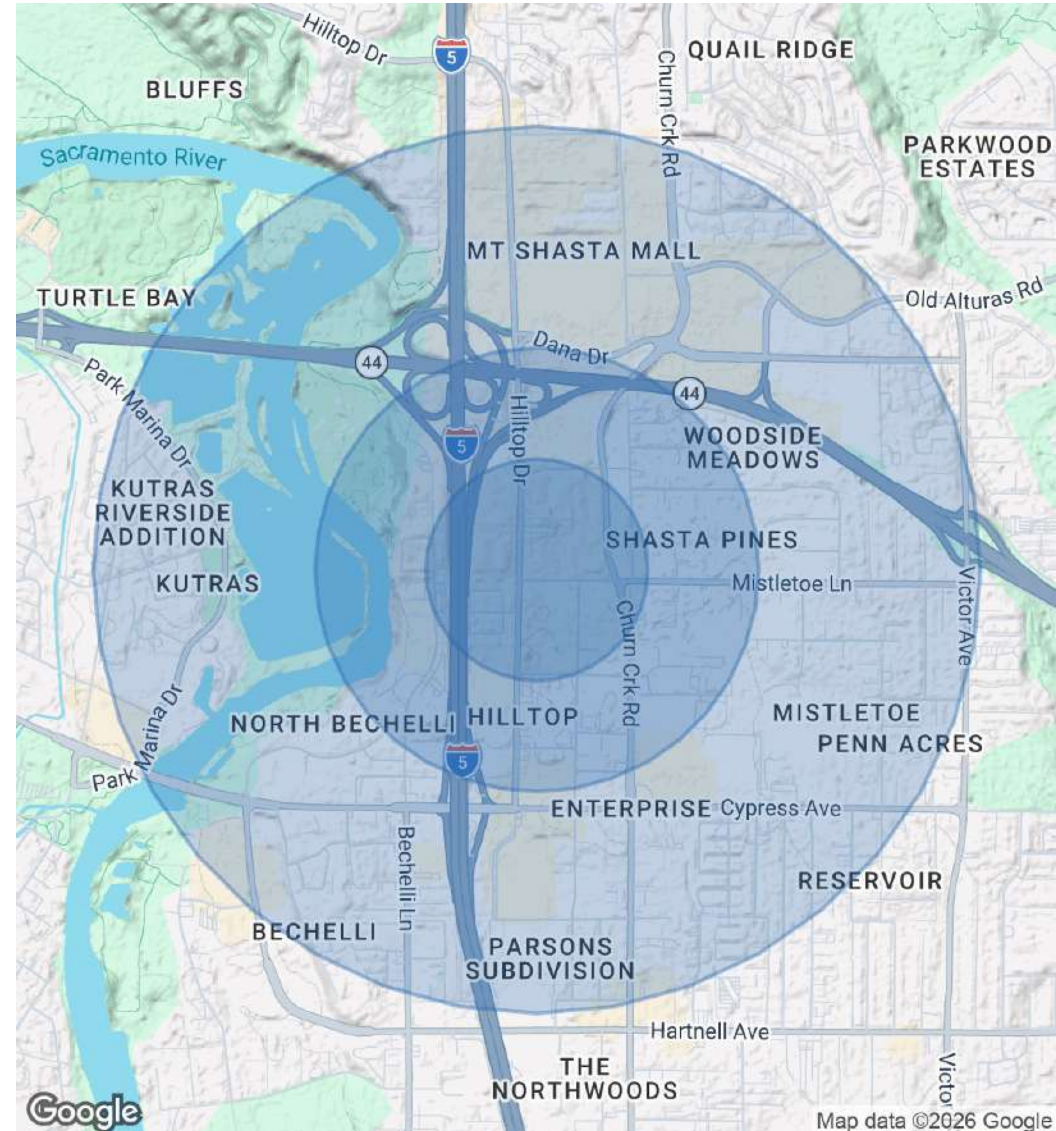 Hilltop Dr
5
QUAIL RIDGE
BLUFFS
Churn Crk Rd
PARKWOOD
ESTATES
Sacramento River
MT SHASTA MALL
TURTLE BAY
Old Alturas Rd
Dana Dr
44
44
Park Marina Dr
Hilltop Dr
5
WOODSIDE
MEADOWS
KUTRAS
RIVERSIDE
ADDITION
SHASTA PINES
KUTRAS
Mistletoe Ln
Victor Ave
Churn Crk Rd
Park Marina Dr
NORTH BECHELLI
HILLTOP
MISTLETOE
PENN ACRES
5
ENTERPRISE
Cypress Ave
Bechelli Ln
RESERVOIR
BECHELLI
PARSONS
SUBDIVISION
Hartnell Ave
THE
NORTHWOODS
Victor
Google
Map data ©2026 Google